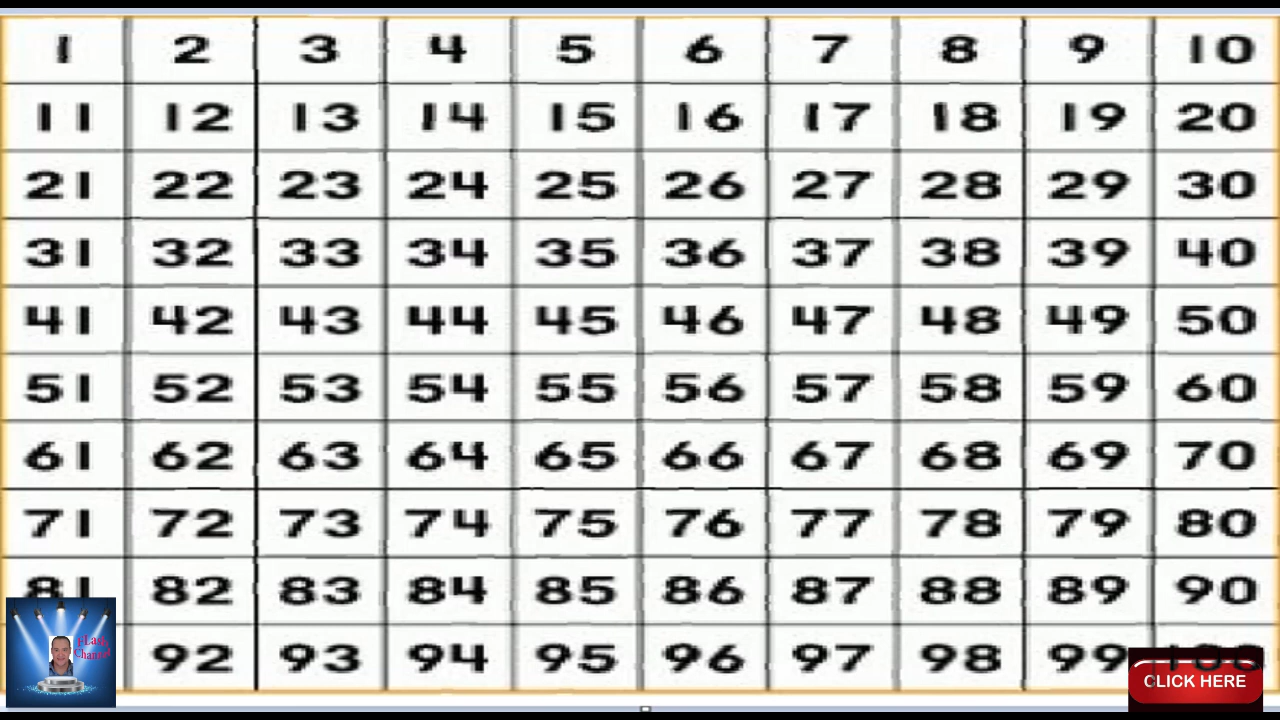 1 2 3 4 5 6 7 8 9 10
11 12 13 14 15 16 17 18 19 20
21 22 23 24 25 26 27 28 29 30
31 32 33 34 35 36 37 38 39 40
41 42 43 44 45 46 47 48 49 50
51 52 53 54 55 56 57 58 59 60
61 62 63 64 65 66 67 68 69 70
71 72 73 74 75 76 77 78 79 80
81 82 83 84 85 86 87 88 89 90
92 93 94 95 96 97 98 99 100
Channel
CLICK HERE